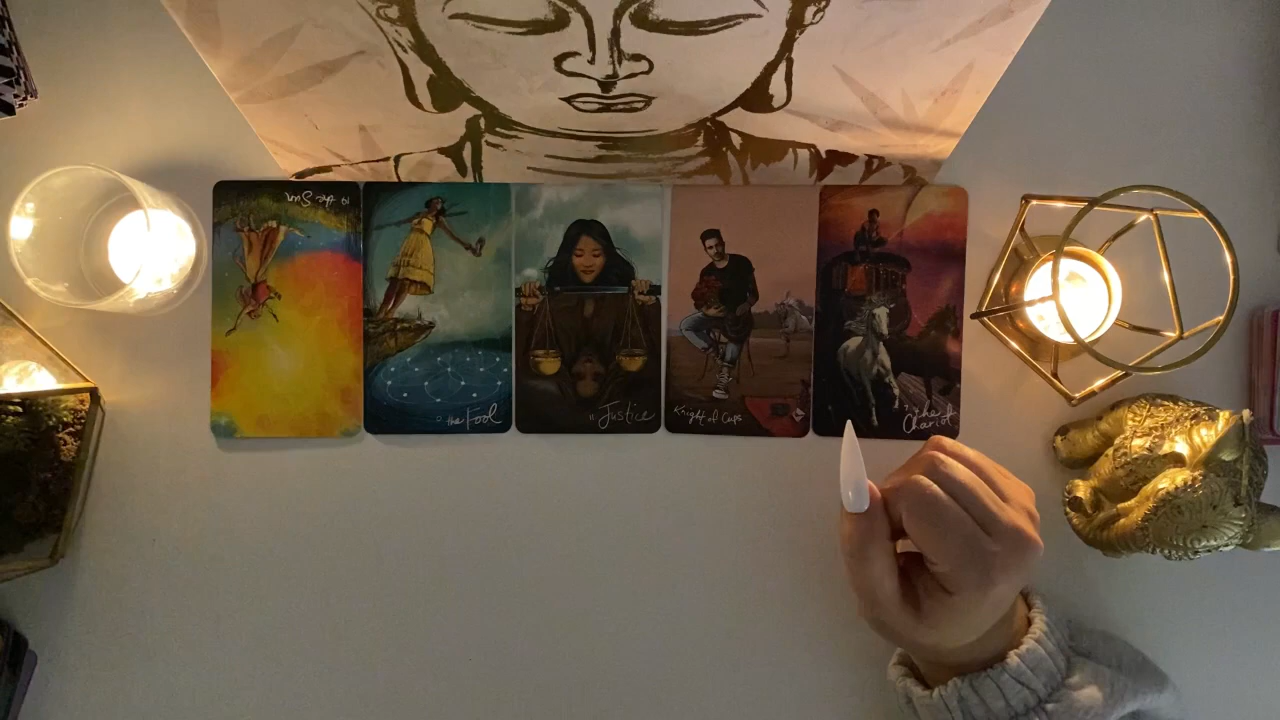 19 the Sun
0 the Fool
11 Justice
Knight of Cups
7 the
Chariot